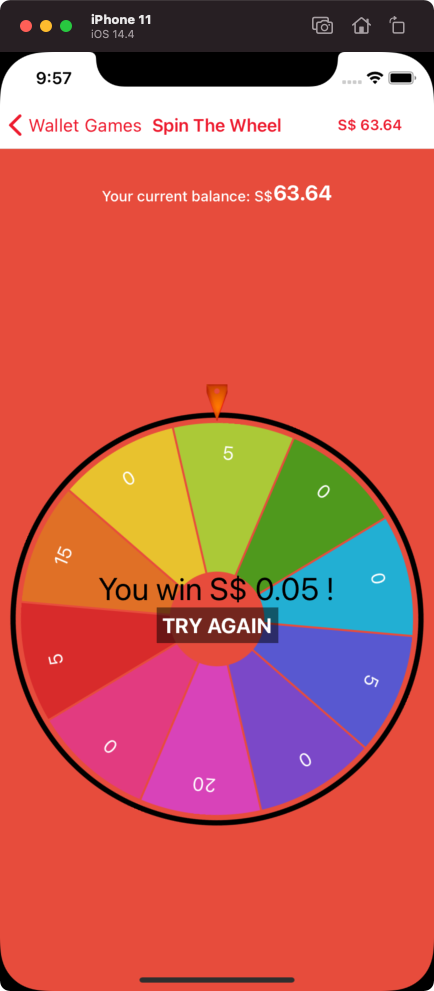 iPhone 11
iOS 14.4
9:57
Wallet Games Spin The Wheel S$ 63.64
Your current balance: S$63.64
5
0
0
15
0
You win S$ 0.05 !
TRY AGAIN
5
5
0
0
20